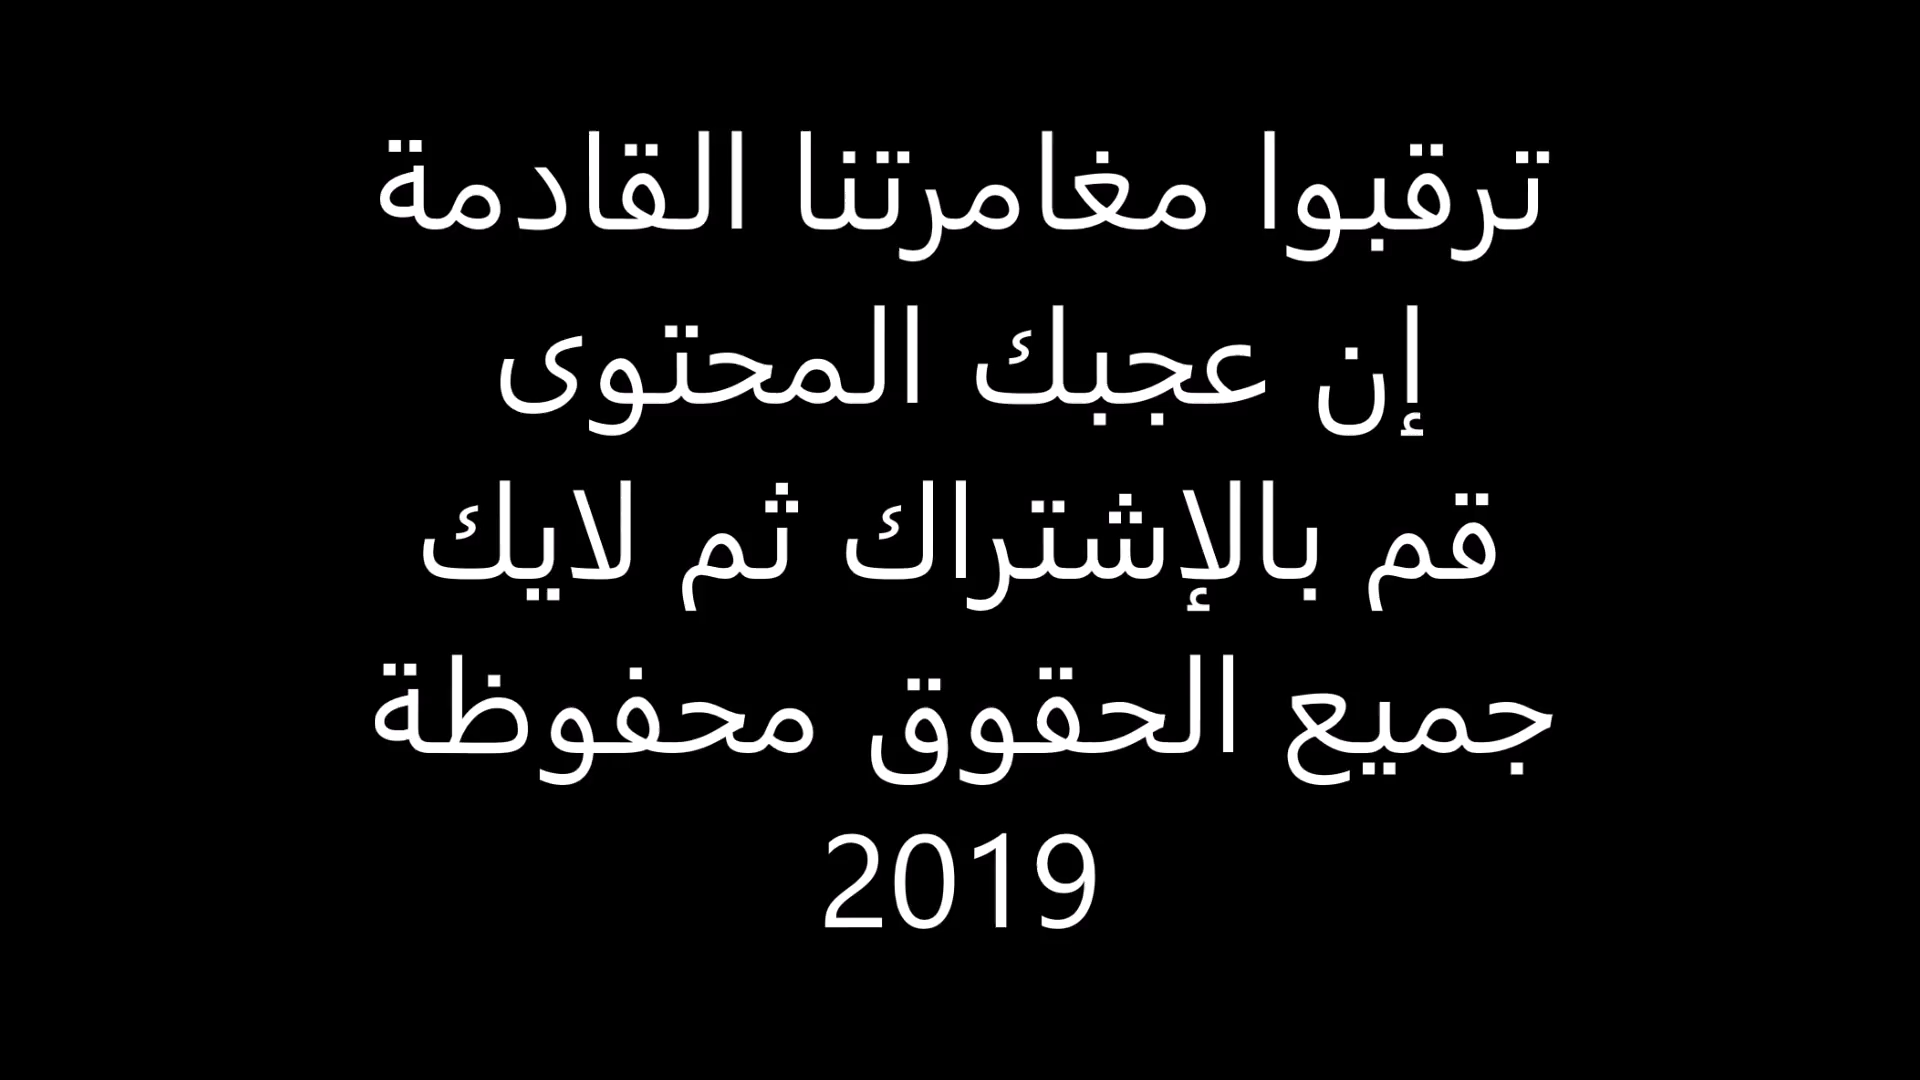 ترقبوا مغامرتنا القادمة
إن عجبك المحتوى
قم بالإشتراك ثم لايك
جميع الحقوق محفوظة
2019